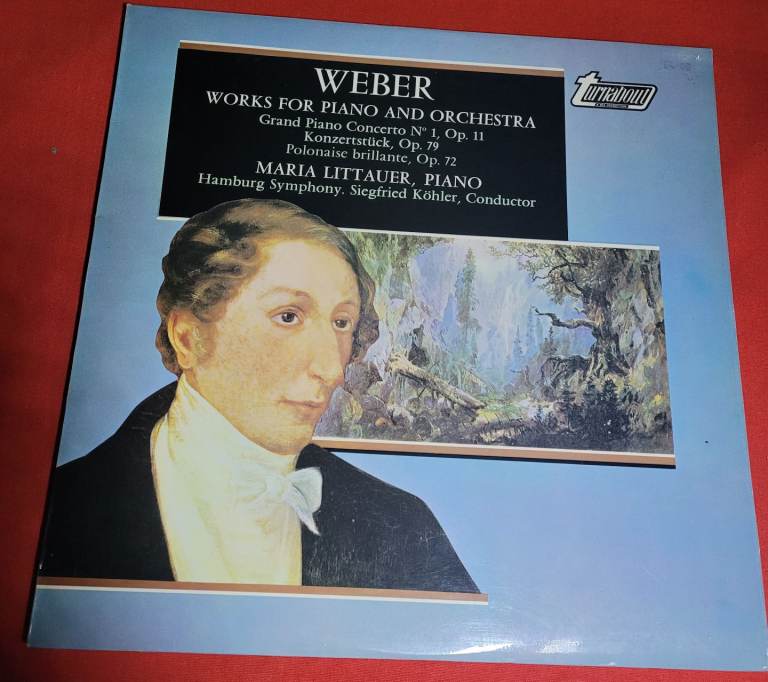 WEBER
turnabout
WORKS FOR PIANO AND ORCHESTRA
Grand Piano Concerto Nº 1, Op. 11
Konzertstück, Op. 79
Polonaise brillante, Op. 72
MARIA LITTAUER, PIANO
Hamburg Symphony. Siegfried Köhler, Conductor